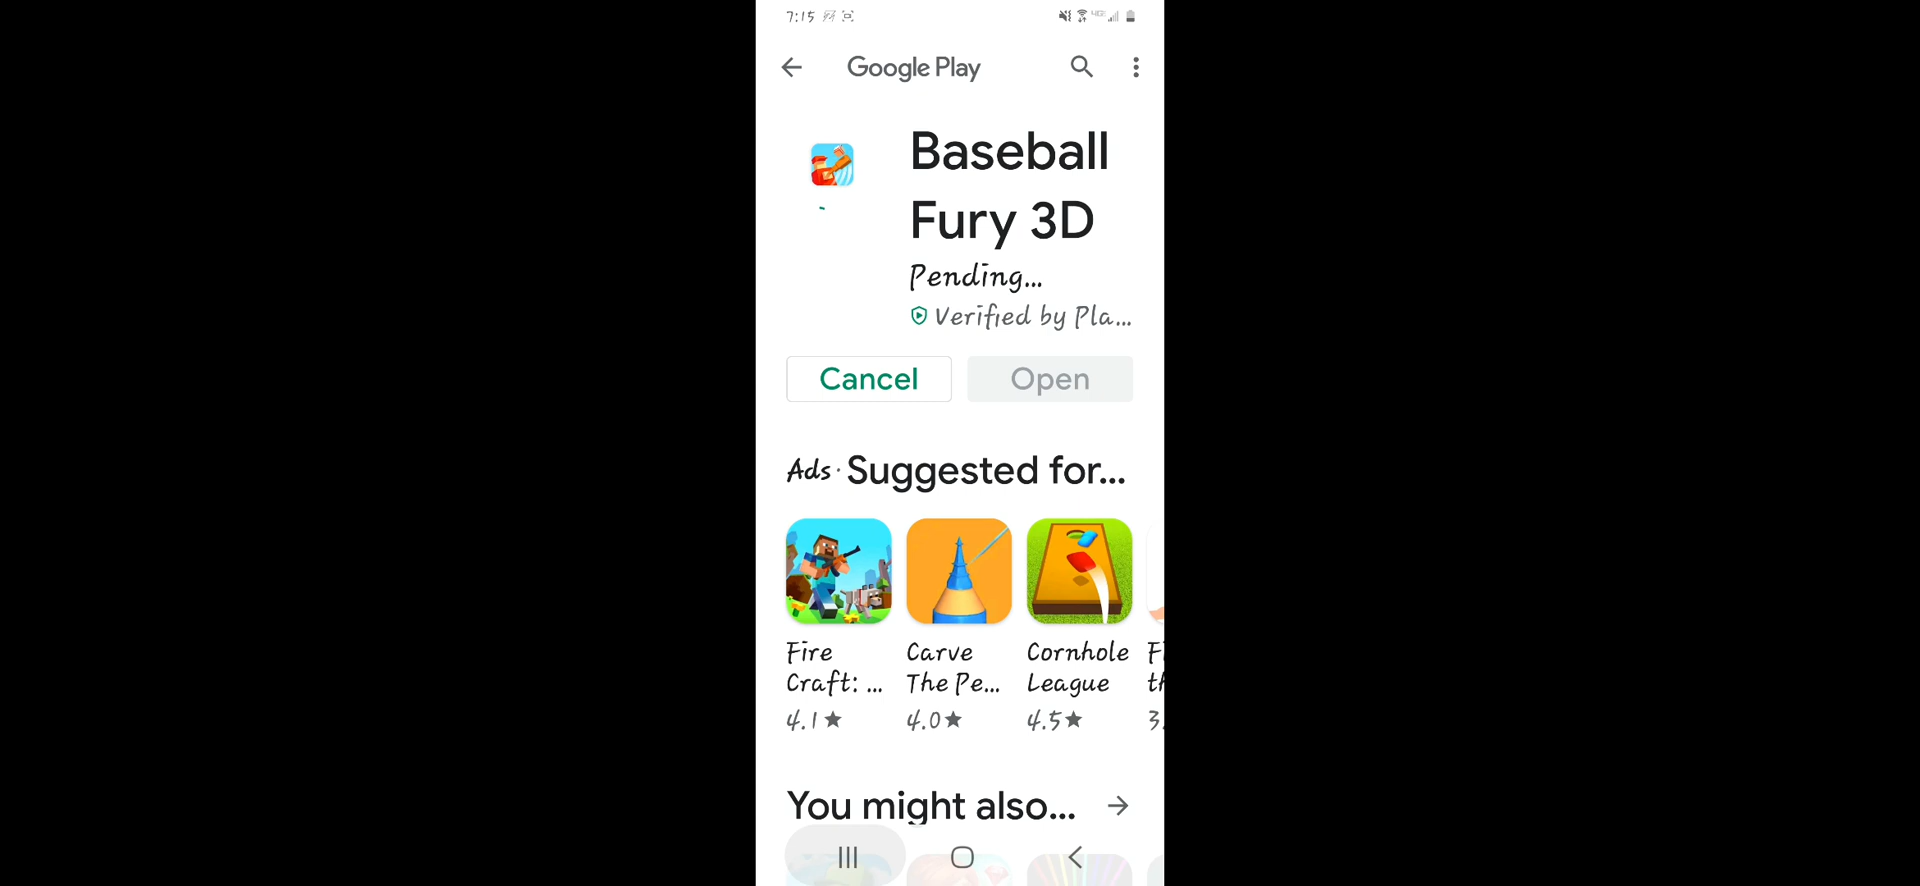 7:15
Google Play
Baseball
Fury 3D
Pending...
Verified by Pla...
Cancel
Open
Ads · Suggested for...
Fire
Craft: ...
4.1★
Carve
The Pe...
4.0★
Cornhole
League
4.5★
You might also...